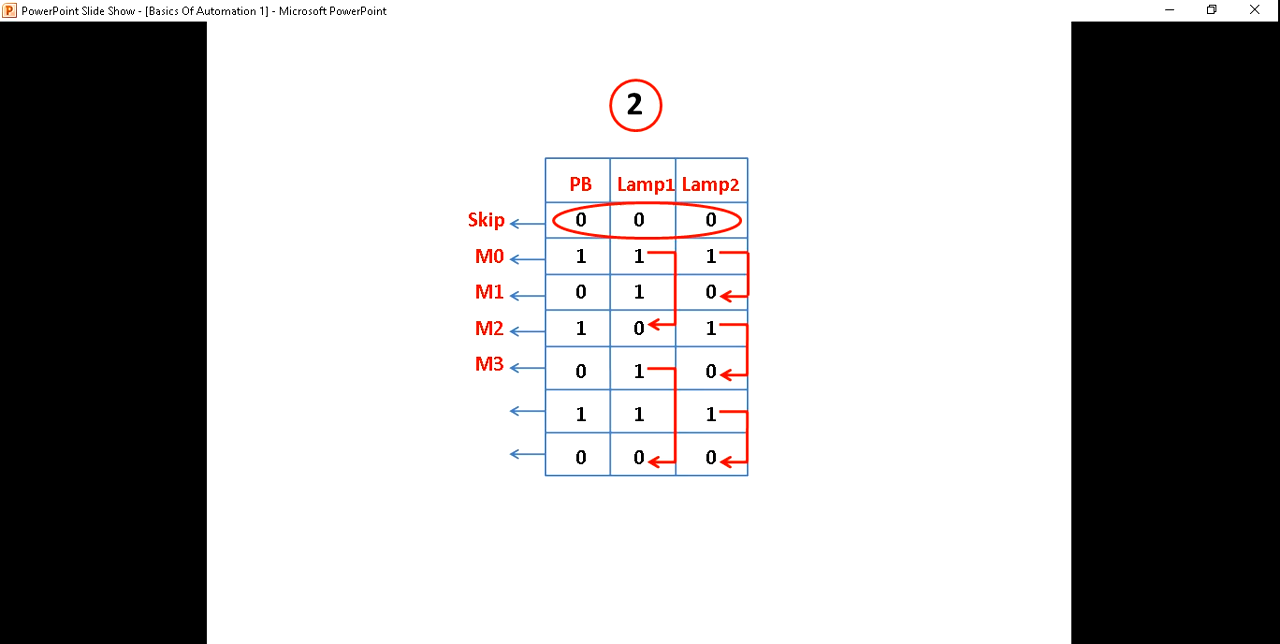 PowerPoint Slide Show - [Basics Of Automation 1] - Microsoft PowerPoint
2
PB Lamp1 Lamp2
Skip 0 0 0
M0 1 1 1
M1 0 1 0
M2 1 0 1
M3 0 1 0
1 1 1
0 0 0